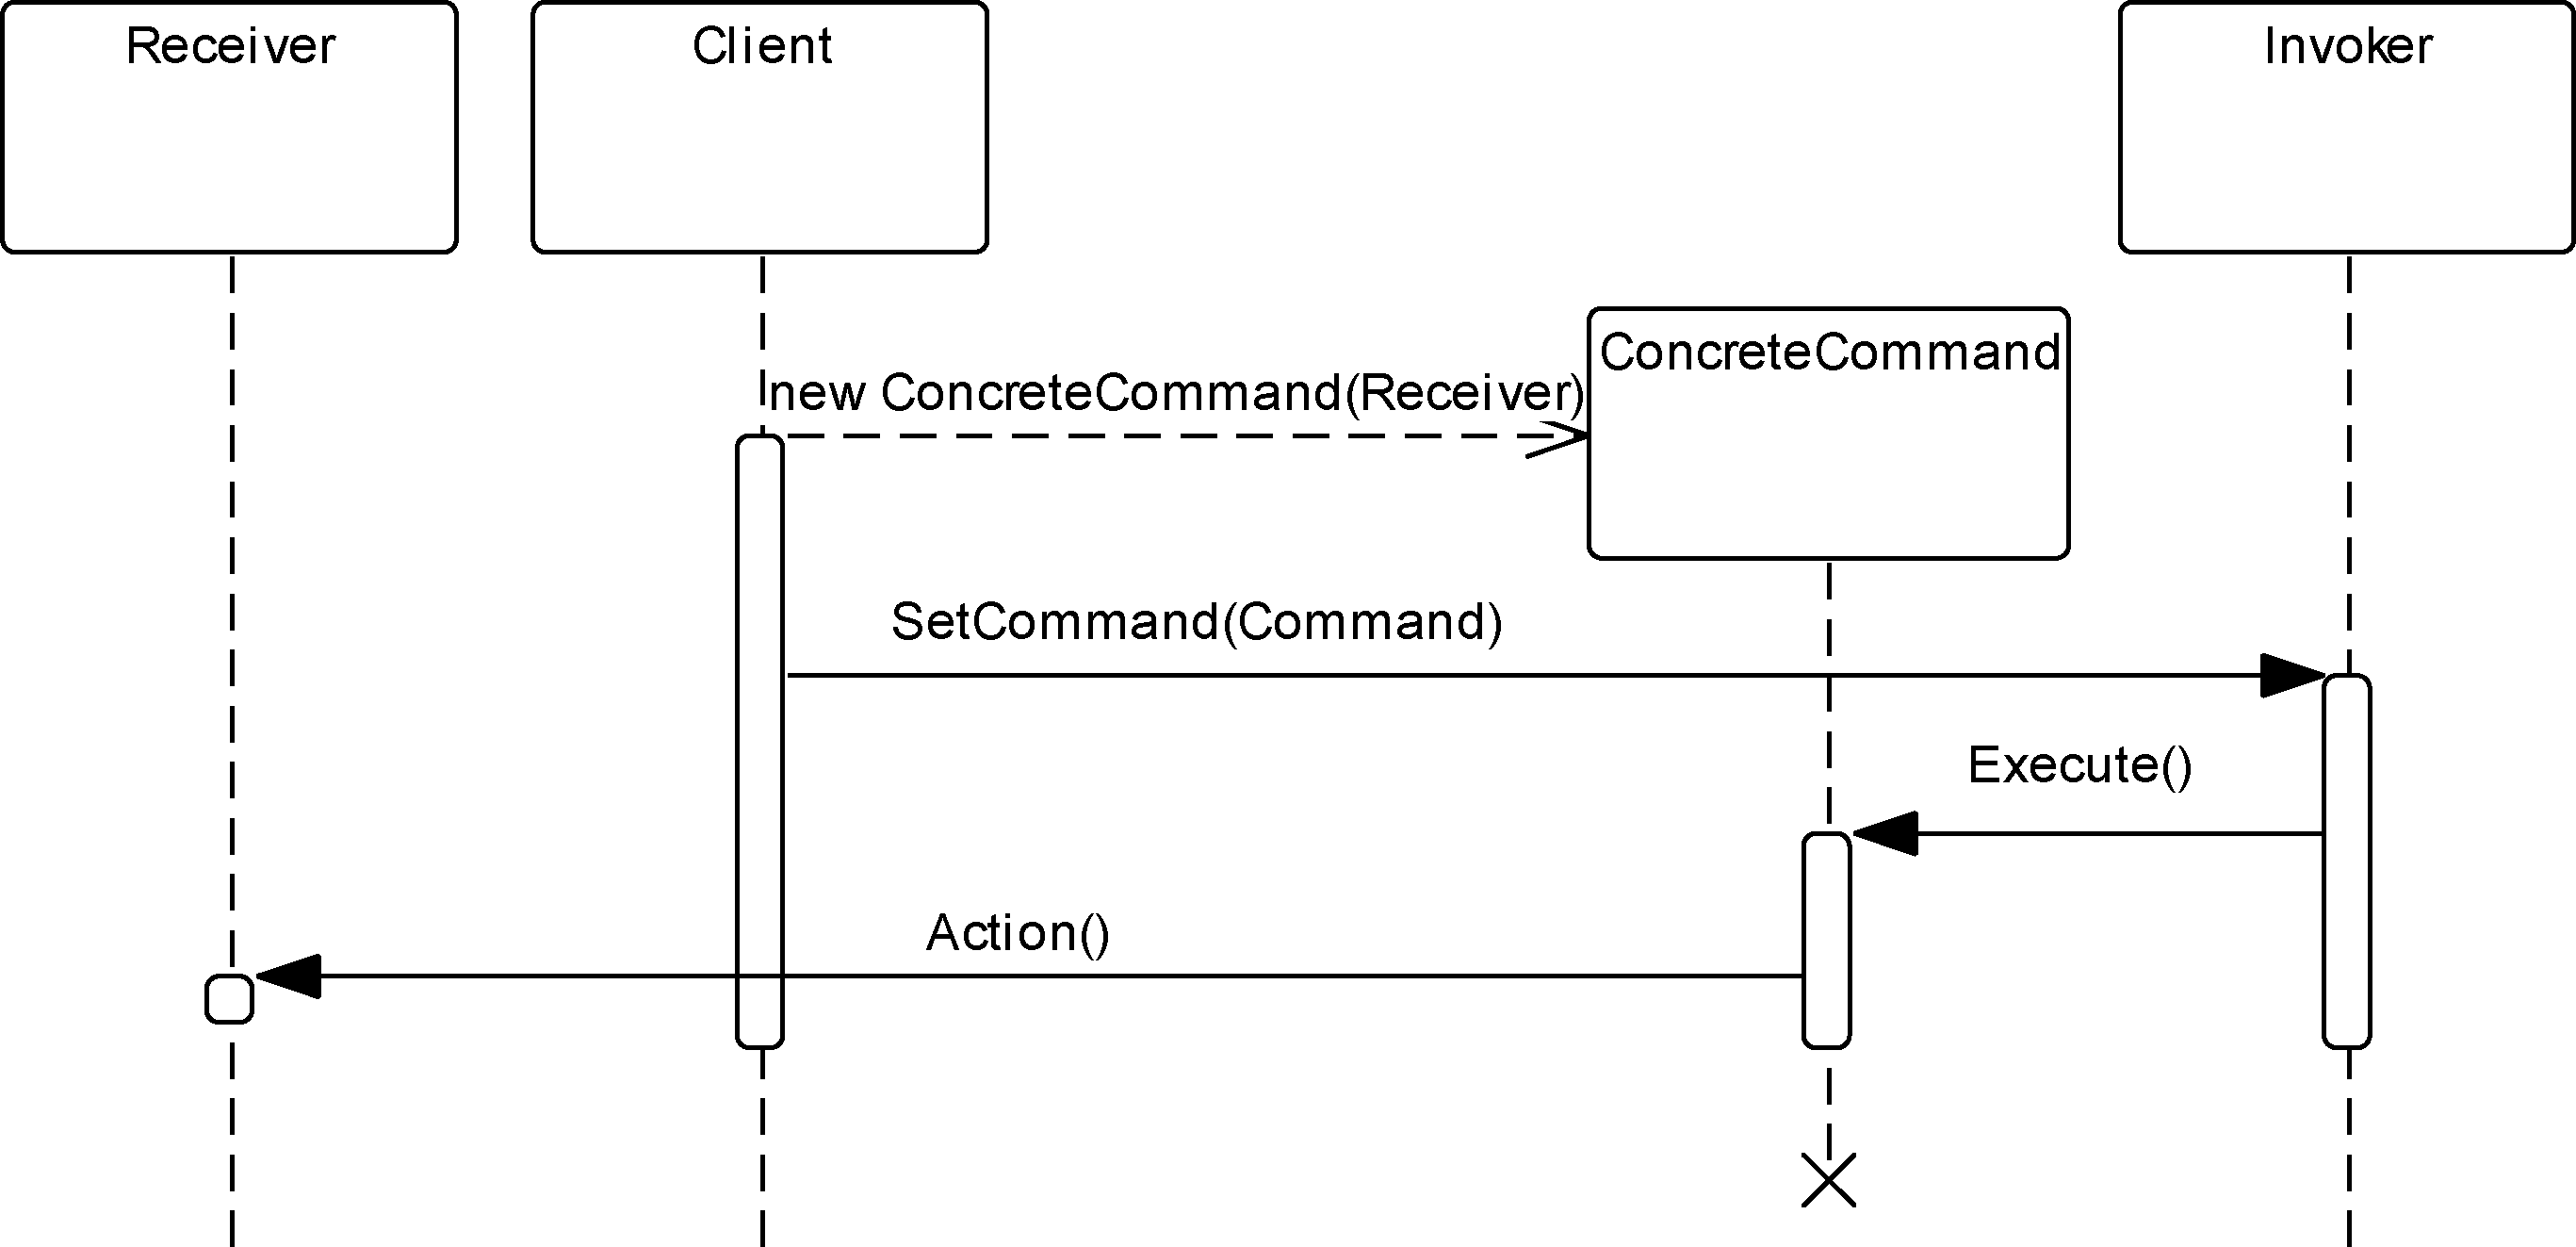 Receiver
Client
Invoker
ConcreteCommand
new ConcreteCommand(Receiver)
SetCommand(Command)
Execute()
Action()